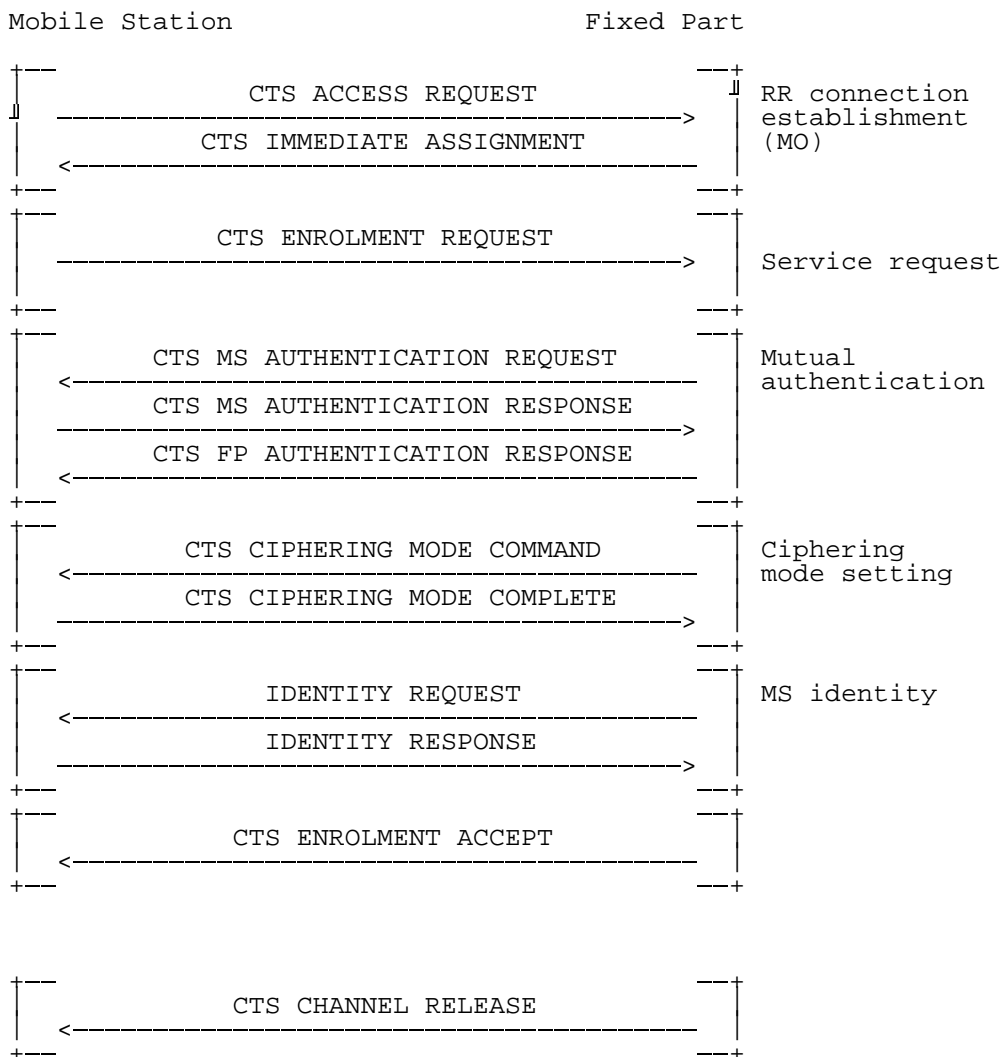 Mobile Station Fixed Part
CTS ACCESS REQUEST
RR connection
establishment
CTS IMMEDIATE ASSIGNMENT
(MO)
CTS ENROLMENT REQUEST
Service request
CTS MS AUTHENTICATION REQUEST
Mutual
authentication
CTS MS AUTHENTICATION RESPONSE
CTS FP AUTHENTICATION RESPONSE
CTS CIPHERING MODE COMMAND
Ciphering
mode setting
CTS CIPHERING MODE COMPLETE
IDENTITY REQUEST
MS identity
IDENTITY RESPONSE
CTS ENROLMENT ACCEPT
CTS CHANNEL RELEASE